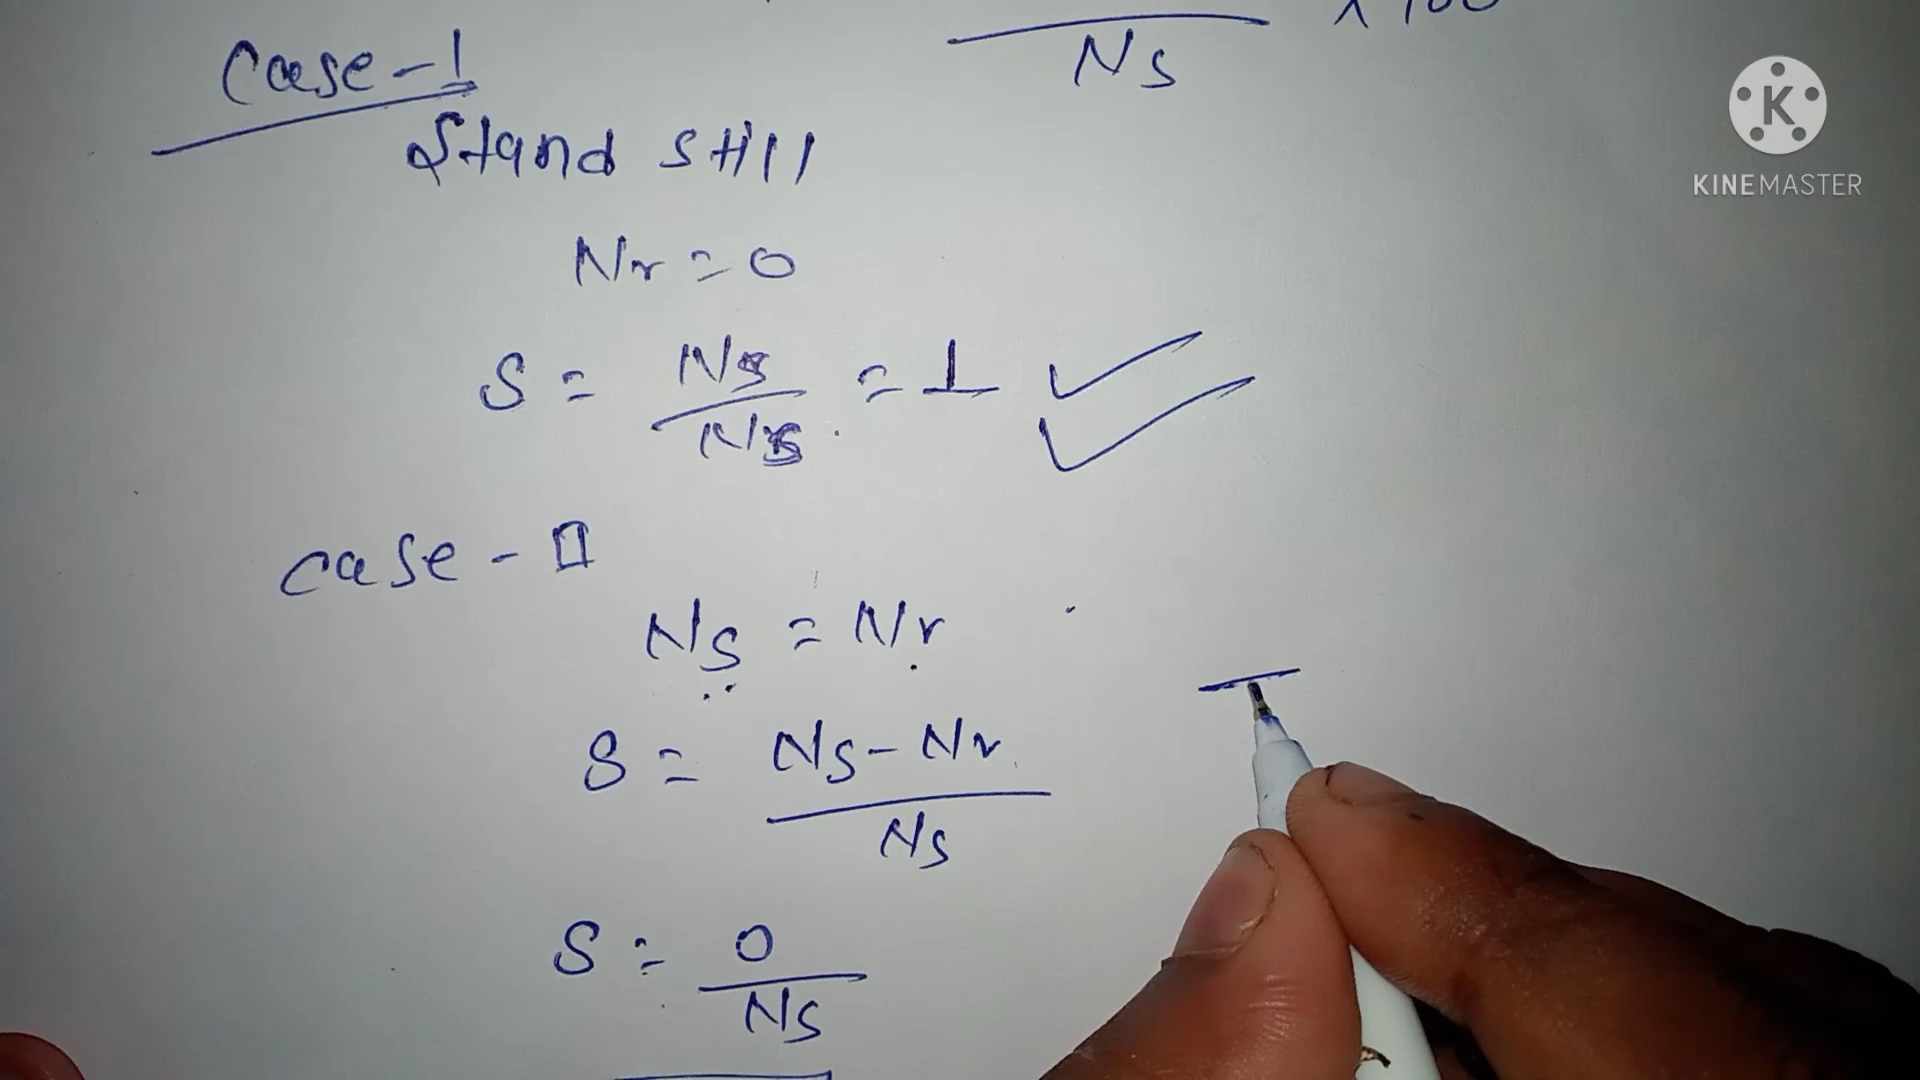 Ns × 100
Case-1
Stand still
Nr = 0
S = Ns / Ns = 1
Case - II
Ns = Nr
S = Ns - Nr / Ns
S = 0 / Ns
K
KINEMASTER